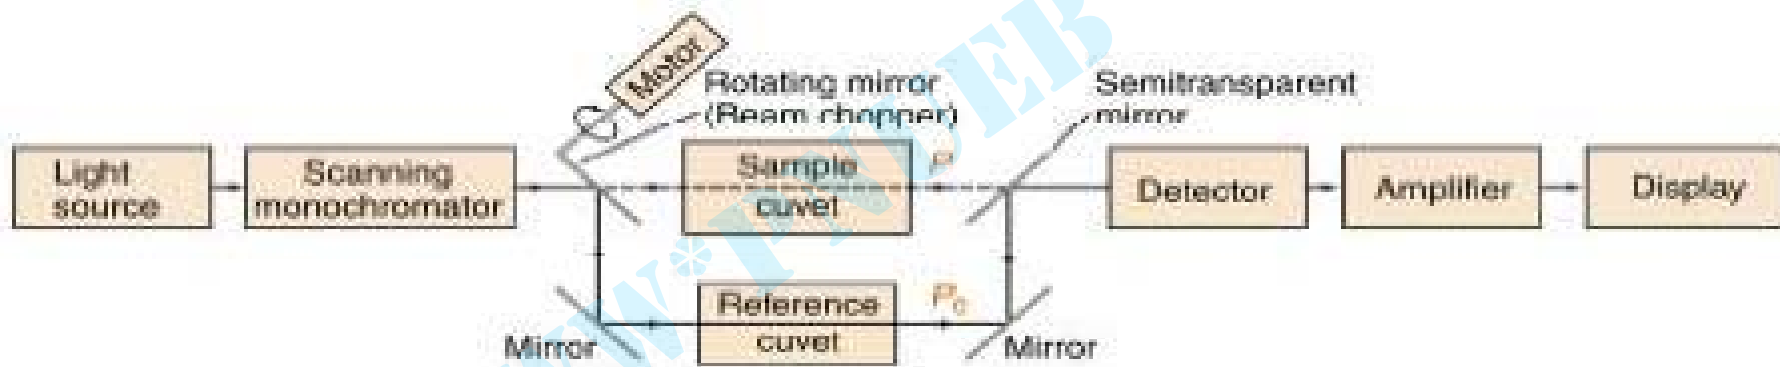 Motor
Rotating mirror
(Beam chopper)
Semitransparent
mirror
Light
source
Scanning
monochromator
Sample
cuvet
P
Detector
Amplifier
Display
Reference
cuvet
P₀
Mirror
Mirror
W*PNUEB